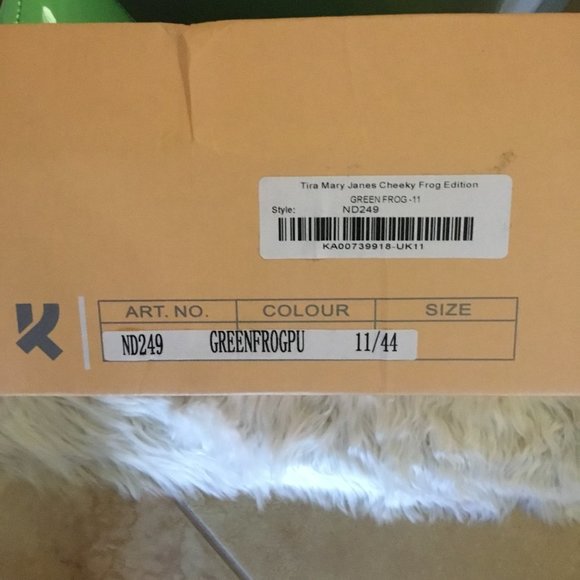 Tira Mary Janes Cheeky Frog Edition
GREEN FROG -11
Style: ND249
KA00739918-UK11
ART. NO. COLOUR SIZE
ND249 GREENFROGPU 11/44